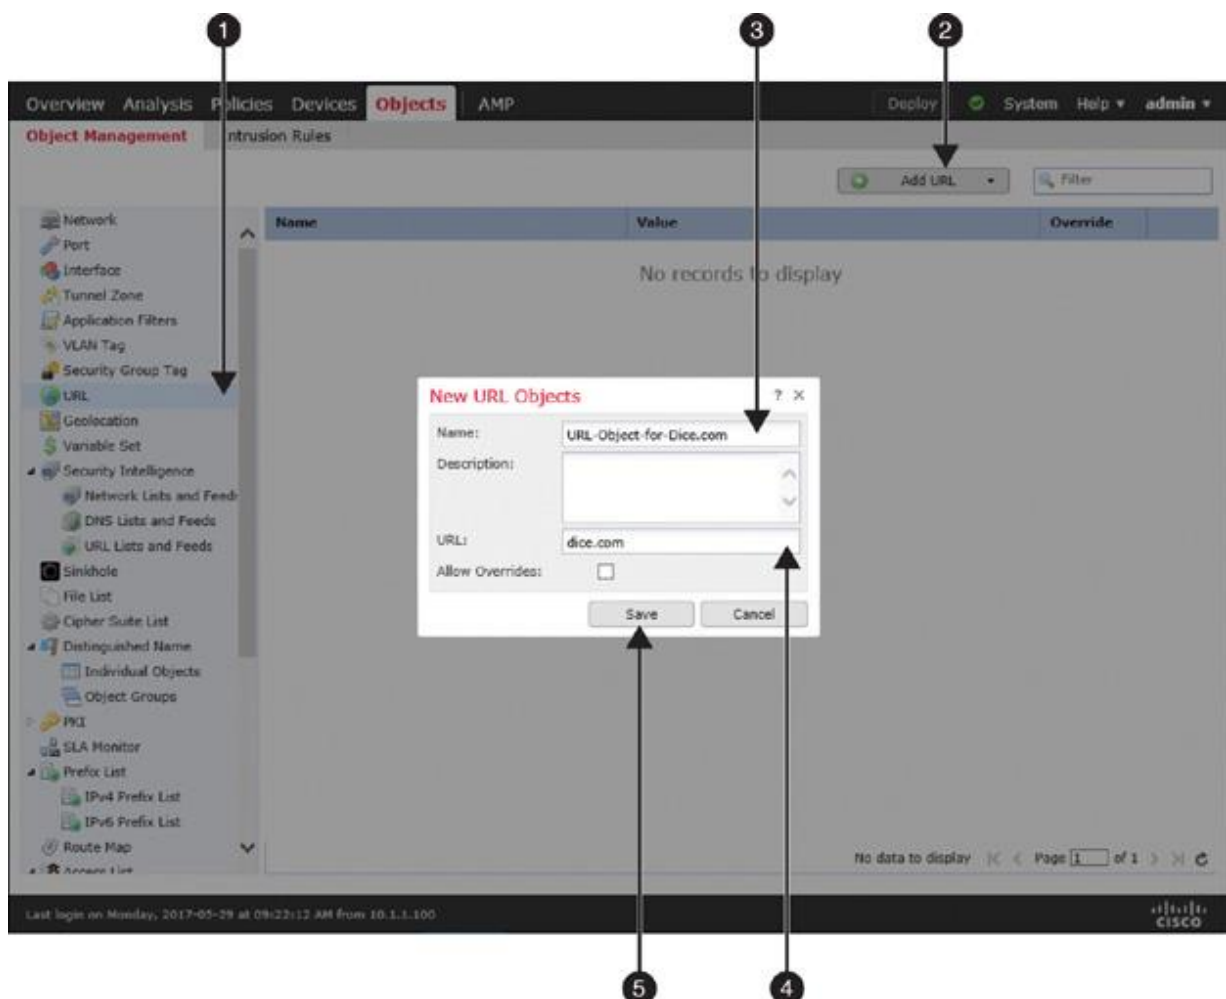 1 3 2
Overview Analysis Policies Devices Objects AMP Deploy System Help admin
Object Management Intrusion Rules
Add URL Filter
Name Value Override
No records to display
Network
Port
Interface
Tunnel Zone
Application Filters
VLAN Tag
Security Group Tag
URL
Geolocation
Variable Set
Security Intelligence
Network Lists and Feeds
DNS Lists and Feeds
URL Lists and Feeds
Sinkhole
File List
Cipher Suite List
Distinguished Name
Individual Objects
Object Groups
PKI
SLA Monitor
Prefix List
IPv4 Prefix List
IPv6 Prefix List
Route Map
Access List
New URL Objects ? ×
Name: URL-Object-for-Dice.com
Description:
URL: dice.com
Allow Overrides:
Save Cancel
No data to display Page 1 of 1
Last login on Monday, 2017-05-29 at 09:22:12 AM from 10.1.1.100
CISCO
5 4